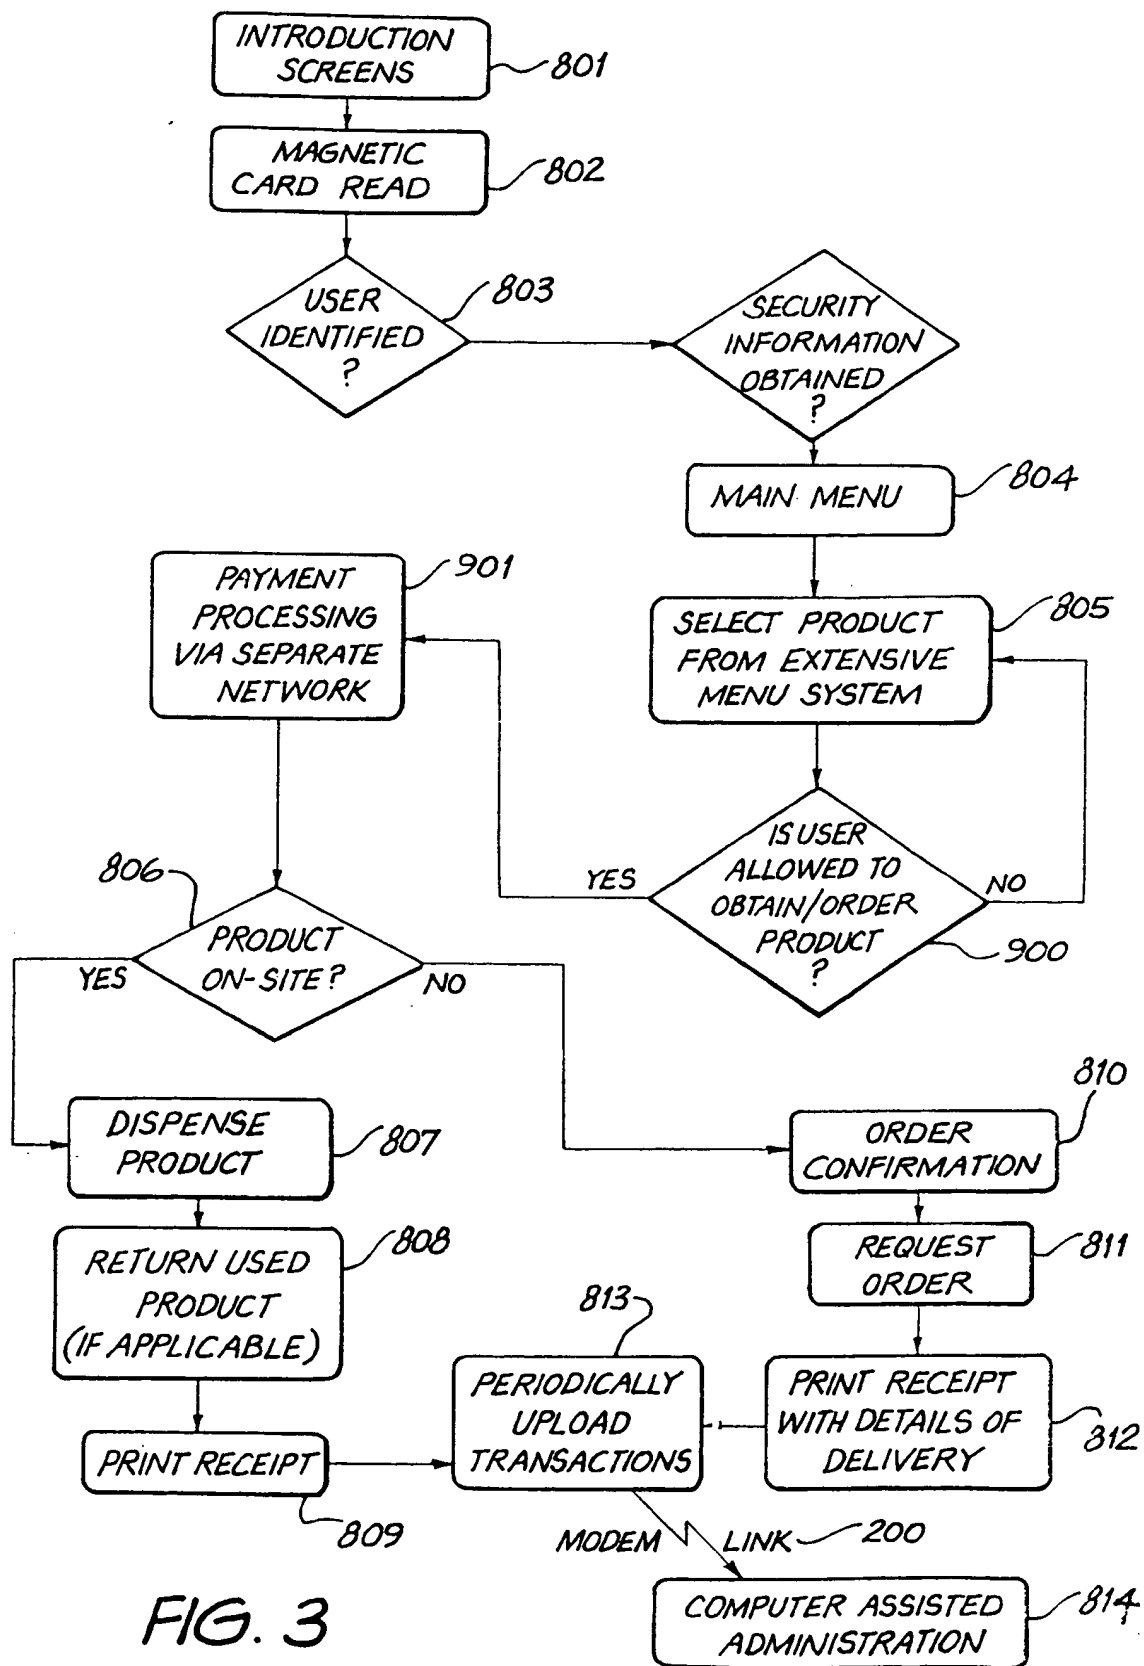 INTRODUCTION
SCREENS
801
MAGNETIC
CARD READ
802
USER
IDENTIFIED
?
803
SECURITY
INFORMATION
OBTAINED
?
MAIN MENU
804
SELECT PRODUCT
FROM EXTENSIVE
MENU SYSTEM
805
IS USER
ALLOWED TO
OBTAIN/ORDER
PRODUCT
?
900
YES
NO
PAYMENT
PROCESSING
VIA SEPARATE
NETWORK
901
PRODUCT
ON-SITE?
806
YES
NO
DISPENSE
PRODUCT
807
RETURN USED
PRODUCT
(IF APPLICABLE)
808
PRINT RECEIPT
809
ORDER
CONFIRMATION
810
REQUEST
ORDER
811
PRINT RECEIPT
WITH DETAILS OF
DELIVERY
812
PERIODICALLY
UPLOAD
TRANSACTIONS
813
MODEM LINK
200
COMPUTER ASSISTED
ADMINISTRATION
814
FIG. 3